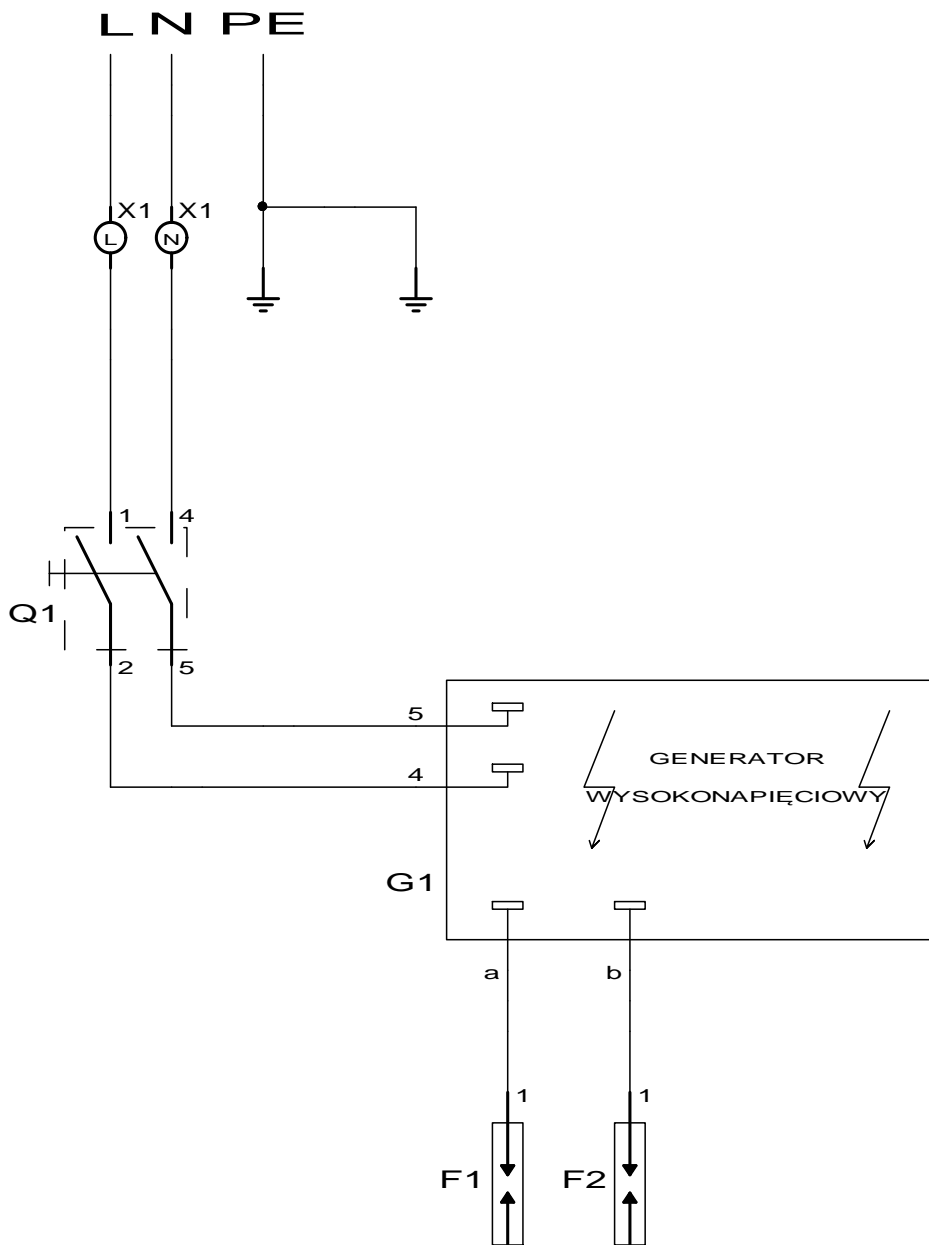 L N PE
X1 X1
L N
1 4
Q1
2 5
5
GENERATOR
4
WYSOKONAPIĘCIOWY
G1
a b
1 1
F1 F2